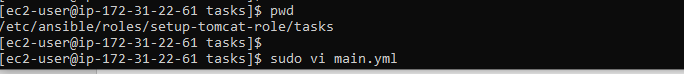 [ec2-user@ip-172-31-22-61 tasks]$ pwd
/etc/ansible/roles/setup-tomcat-role/tasks
[ec2-user@ip-172-31-22-61 tasks]$
[ec2-user@ip-172-31-22-61 tasks]$ sudo vi main.yml